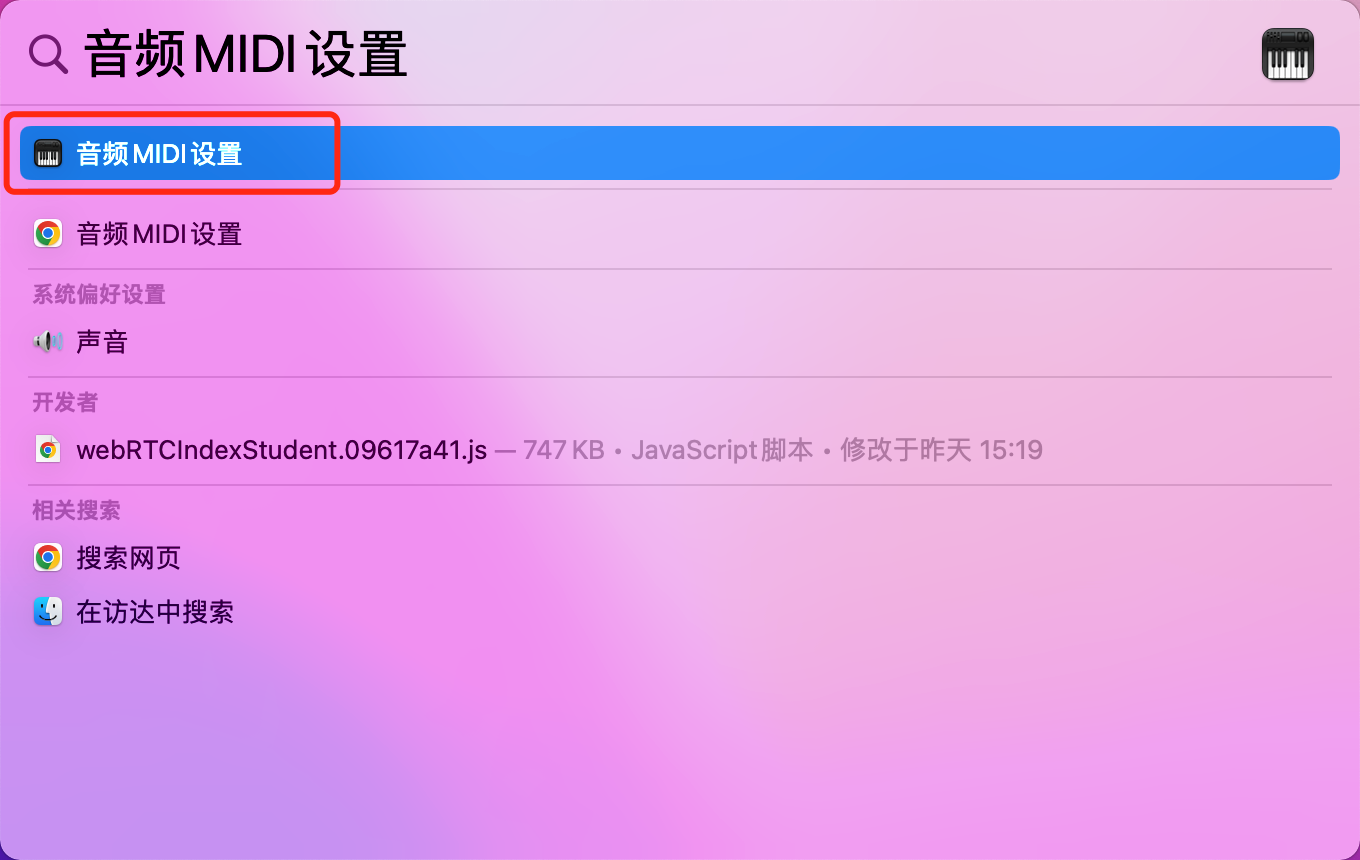 音频MIDI设置
音频MIDI设置
音频MIDI设置
系统偏好设置
声音
开发者
webRTCIndexStudent.09617a41.js — 747 KB • JavaScript脚本 • 修改于昨天 15:19
相关搜索
搜索网页
在访达中搜索